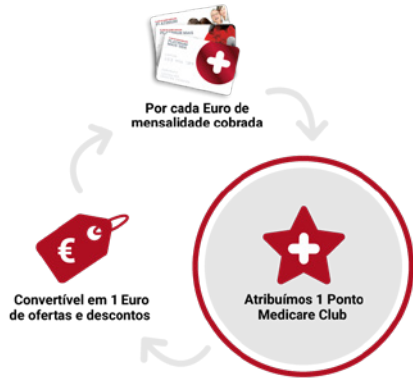 Por cada Euro de
mensalidade cobrada
€
Convertível em 1 Euro
de ofertas e descontos
Atribuímos 1 Ponto
Medicare Club